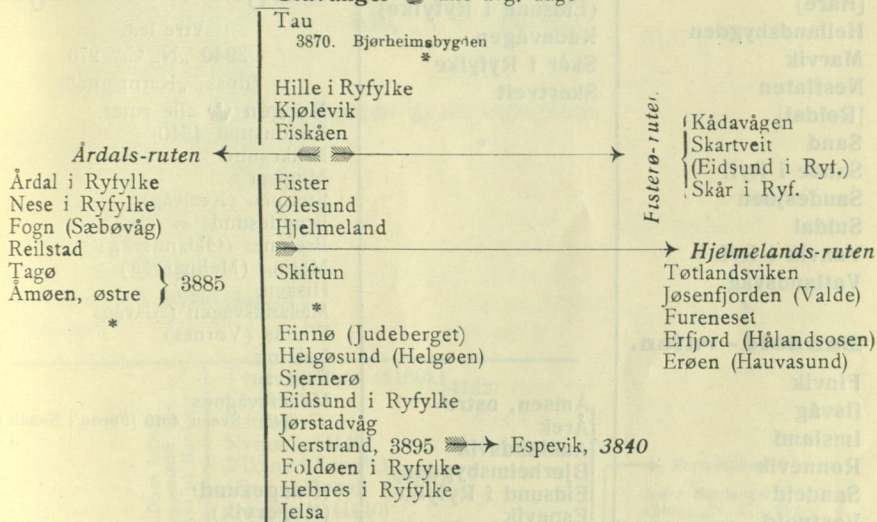 Tau
3870. Bjørheimsbygden
*
Hille i Ryfylke
Kjølevik
Fiskåen
Årdals-ruten
Årdal i Ryfylke
Nese i Ryfylke
Fogn (Sæbøvåg)
Reilstad
Tagø
Åmøen, østre
3885
*
Fisterø-ruten
Kådavågen
Skartveit
(Eidsund i Ryf.)
Skår i Ryf.
Fister
Ølesund
Hjelmeland
Hjelmelands-ruten
Tøtlandsviken
Jøsenfjorden (Valde)
Fureneset
Erfjord (Hålandsosen)
Erøen (Hauvasund)
Skiftun
*
Finnø (Judeberget)
Helgøsund (Helgøen)
Sjernerø
Eidsund i Ryfylke
Jørstadvåg
Nerstrand, 3895 → Espevik, 3840
Foldøen i Ryfylke
Hebnes i Ryfylke
Jelsa